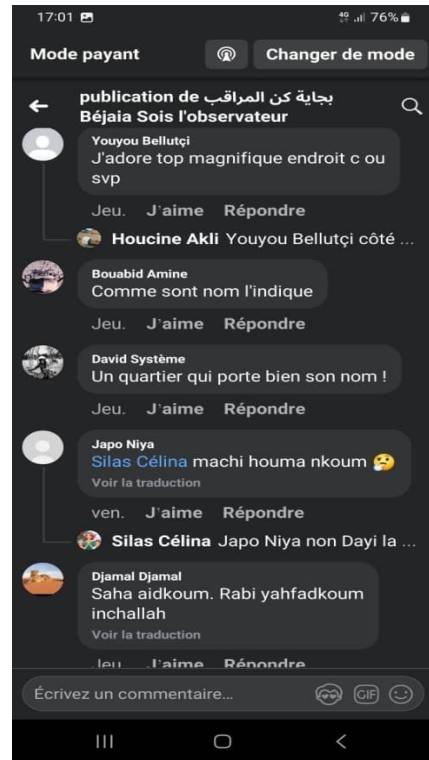 17:01 4G 76%
Mode payant Changer de mode
publication de بجاية كن المراقب
Béjaia Sois l'observateur
Youyou Bellutçi
J'adore top magnifique endroit c ou
svp
Jeu. J'aime Répondre
Houcine Akli Youyou Bellutçi côté ...
Bouabid Amine
Comme sont nom l'indique
Jeu. J'aime Répondre
David Système
Un quartier qui porte bien son nom !
Jeu. J'aime Répondre
Japo Niya
Silas Célina machi houma nkoum 🤔
Voir la traduction
ven. J'aime Répondre
Silas Célina Japo Niya non Dayi la ...
Djamal Djamal
Saha aidkoum. Rabi yahfadkoum
inchallah
Voir la traduction
Jeu J'aime Répondre
Écrivez un commentaire... GIF